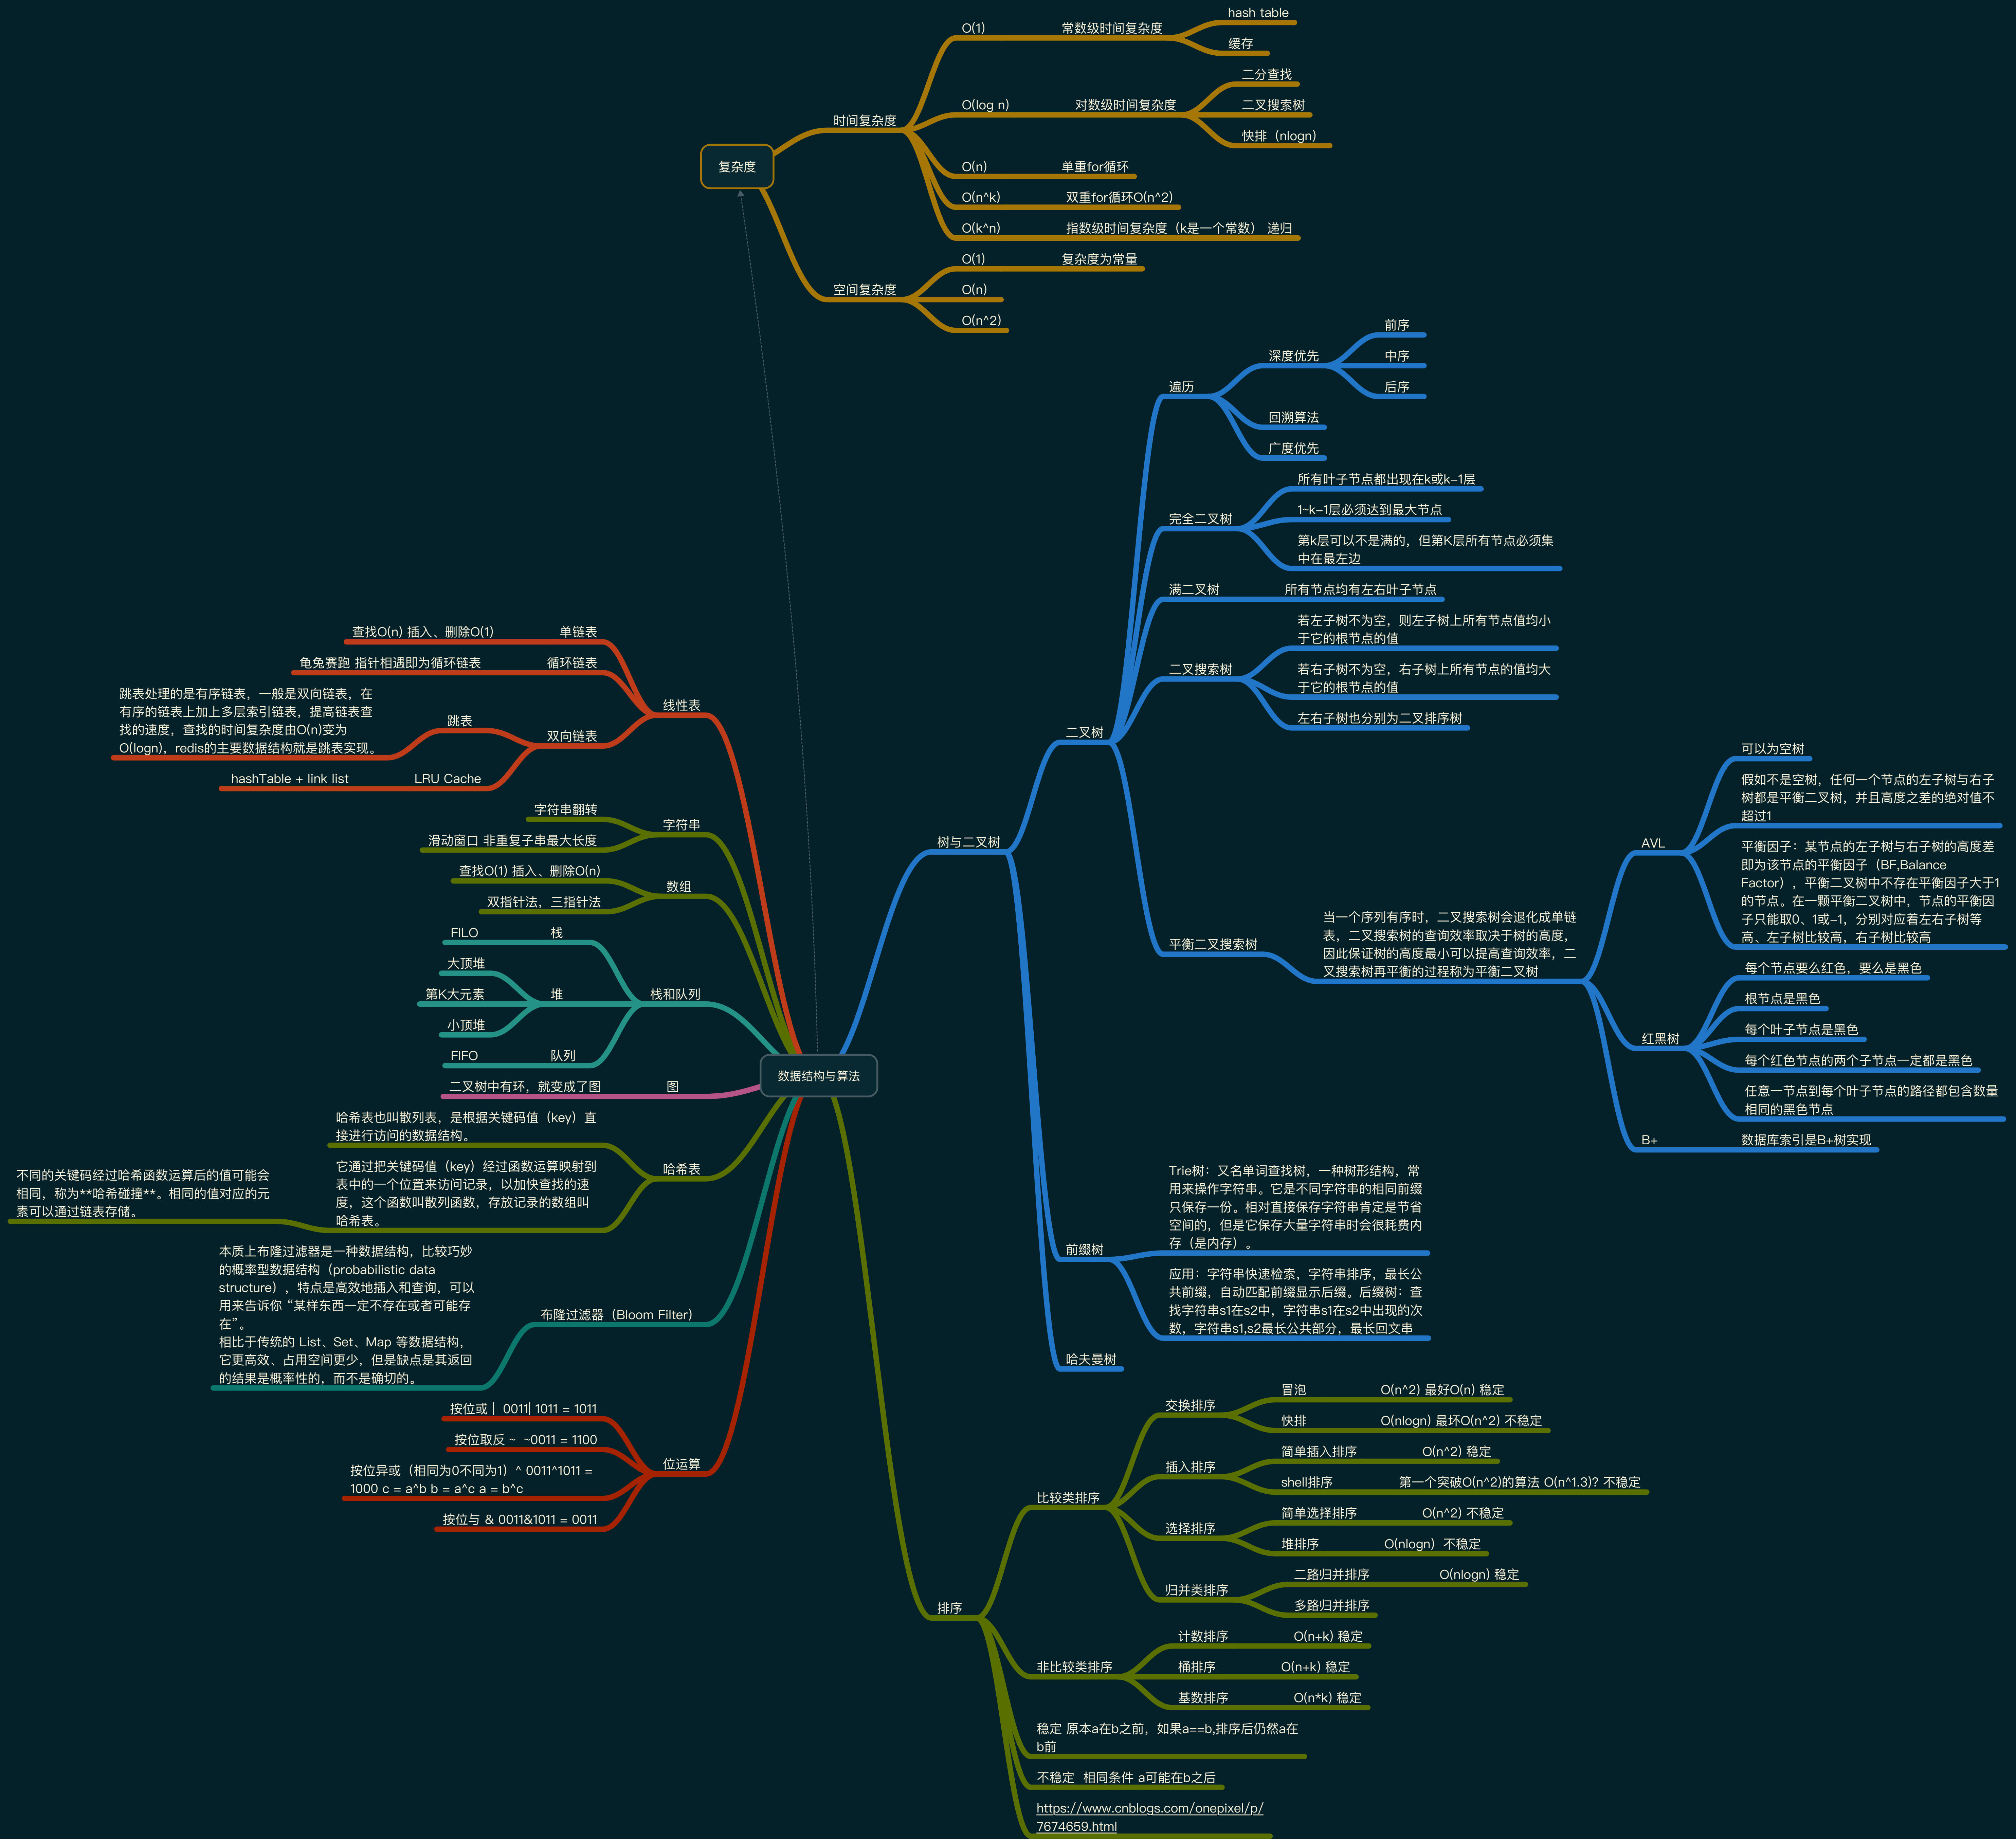 复杂度
时间复杂度
O(1)
常数级时间复杂度
hash table
缓存
O(log n)
对数级时间复杂度
二分查找
二叉搜索树
快排（nlogn）
O(n)
单重for循环
O(n^k)
双重for循环O(n^2)
O(k^n)
指数级时间复杂度（k是一个常数） 递归
空间复杂度
O(1)
复杂度为常量
O(n)
O(n^2)
数据结构与算法
树与二叉树
二叉树
遍历
深度优先
前序
中序
后序
回溯算法
广度优先
完全二叉树
所有叶子节点都出现在k或k-1层
1~k-1层必须达到最大节点
第k层可以不是满的，但第K层所有节点必须集
中在最左边
满二叉树
所有节点均有左右叶子节点
二叉搜索树
若左子树不为空，则左子树上所有节点值均小
于它的根节点的值
若右子树不为空，右子树上所有节点的值均大
于它的根节点的值
左右子树也分别为二叉排序树
平衡二叉搜索树
当一个序列有序时，二叉搜索树会退化成单链
表，二叉搜索树的查询效率取决于树的高度，
因此保证树的高度最小可以提高查询效率，二
叉搜索树再平衡的过程称为平衡二叉树
AVL
可以为空树
假如不是空树，任何一个节点的左子树与右子
树都是平衡二叉树，并且高度之差的绝对值不
超过1
平衡因子：某节点的左子树与右子树的高度差
即为该节点的平衡因子（BF,Balance
Factor），平衡二叉树中不存在平衡因子大于1
的节点。在一颗平衡二叉树中，节点的平衡因
子只能取0、1或-1，分别对应着左右子树等
高、左子树比较高，右子树比较高
红黑树
每个节点要么红色，要么是黑色
根节点是黑色
每个叶子节点是黑色
每个红色节点的两个子节点一定都是黑色
任意一节点到每个叶子节点的路径都包含数量
相同的黑色节点
B+
数据库索引是B+树实现
前缀树
Trie树：又名单词查找树，一种树形结构，常
用来操作字符串。它是不同字符串的相同前缀
只保存一份。相对直接保存字符串肯定是节省
空间的，但是它保存大量字符串时会很耗费内
存（是内存）。
应用：字符串快速检索，字符串排序，最长公
共前缀，自动匹配前缀显示后缀。后缀树：查
找字符串s1在s2中，字符串s1在s2中出现的次
数，字符串s1,s2最长公共部分，最长回文串
哈夫曼树
排序
比较类排序
交换排序
冒泡
O(n^2) 最好O(n) 稳定
快排
O(nlogn) 最坏O(n^2) 不稳定
插入排序
简单插入排序
O(n^2) 稳定
shell排序
第一个突破O(n^2)的算法 O(n^1.3)? 不稳定
选择排序
简单选择排序
O(n^2) 不稳定
堆排序
O(nlogn) 不稳定
归并类排序
二路归并排序
O(nlogn) 稳定
多路归并排序
非比较类排序
计数排序
O(n+k) 稳定
桶排序
O(n+k) 稳定
基数排序
O(n*k) 稳定
稳定 原本a在b之前，如果a==b,排序后仍然a在
b前
不稳定 相同条件 a可能在b之后
https://www.cnblogs.com/onepixel/p/
7674659.html
线性表
单链表
查找O(n) 插入、删除O(1)
循环链表
龟兔赛跑 指针相遇即为循环链表
双向链表
跳表
跳表处理的是有序链表，一般是双向链表，在
有序的链表上加上多层索引链表，提高链表查
找的速度，查找的时间复杂度由O(n)变为
O(logn)，redis的主要数据结构就是跳表实现。
LRU Cache
hashTable + link list
字符串
字符串翻转
滑动窗口 非重复子串最大长度
数组
查找O(1) 插入、删除O(n)
双指针法，三指针法
栈和队列
栈
FILO
堆
大顶堆
第K大元素
小顶堆
队列
FIFO
图
二叉树中有环，就变成了图
哈希表
哈希表也叫散列表，是根据关键码值（key）直
接进行访问的数据结构。
它通过把关键码值（key）经过函数运算映射到
表中的一个位置来访问记录，以加快查找的速
度，这个函数叫散列函数，存放记录的数组叫
哈希表。
不同的关键码经过哈希函数运算后的值可能会
相同，称为**哈希碰撞**。相同的值对应的元
素可以通过链表存储。
布隆过滤器（Bloom Filter）
本质上布隆过滤器是一种数据结构，比较巧妙
的概率型数据结构（probabilistic data
structure），特点是高效地插入和查询，可以
用来告诉你 “某样东西一定不存在或者可能存
在”。
相比于传统的 List、Set、Map 等数据结构，
它更高效、占用空间更少，但是缺点是其返回
的结果是概率性的，而不是确切的。
位运算
按位或 | 0011| 1011 = 1011
按位取反 ~ ~0011 = 1100
按位异或（相同为0不同为1）^ 0011^1011 =
1000 c = a^b b = a^c a = b^c
按位与 & 0011&1011 = 0011